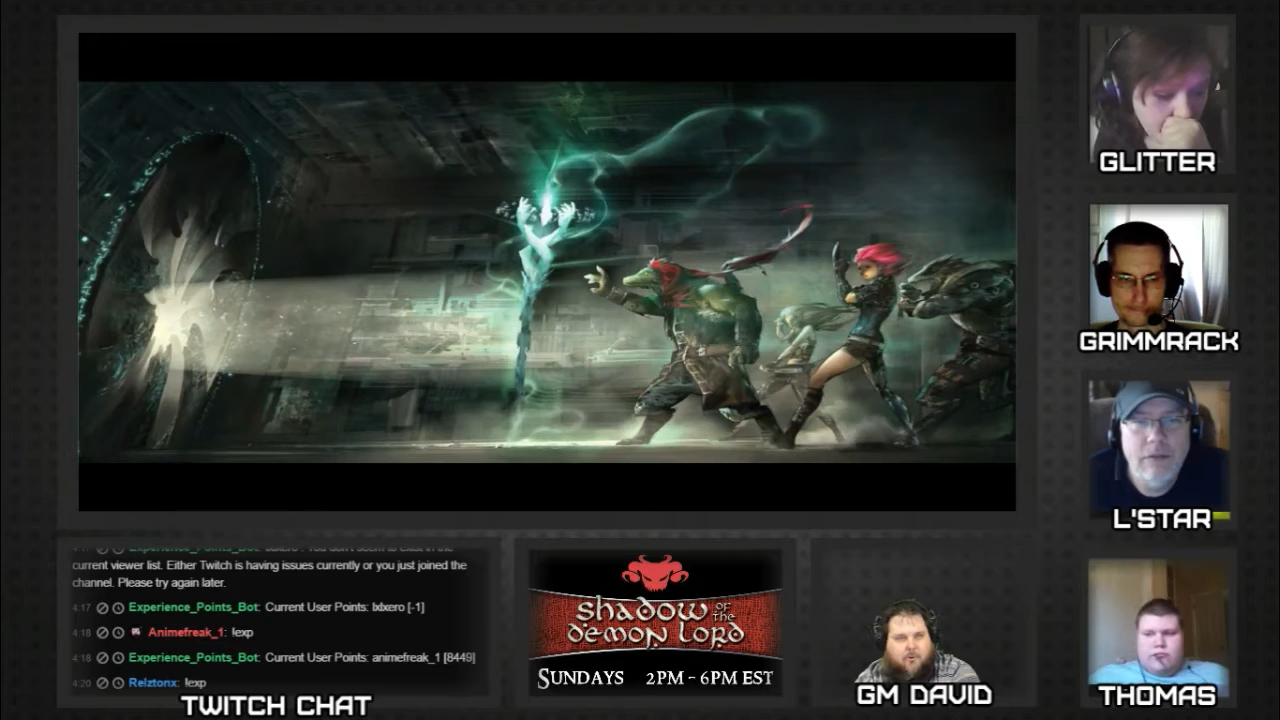 GLITTER
GRIMMRACK
L'STAR
current viewer list. Either Twitch is having issues currently or you just joined the
channel. Please try again later.
4:17 Experience_Points_Bot: Current User Points: lxlxero [-1]
4:18 Animefreak_1: !exp
4:18 Experience_Points_Bot: Current User Points: animefreak_1 [8449]
4:20 Relztonx: !exp
TWITCH CHAT
shadow of the
demon lord
SUNDAYS 2PM - 6PM EST
GM DAVID
THOMAS